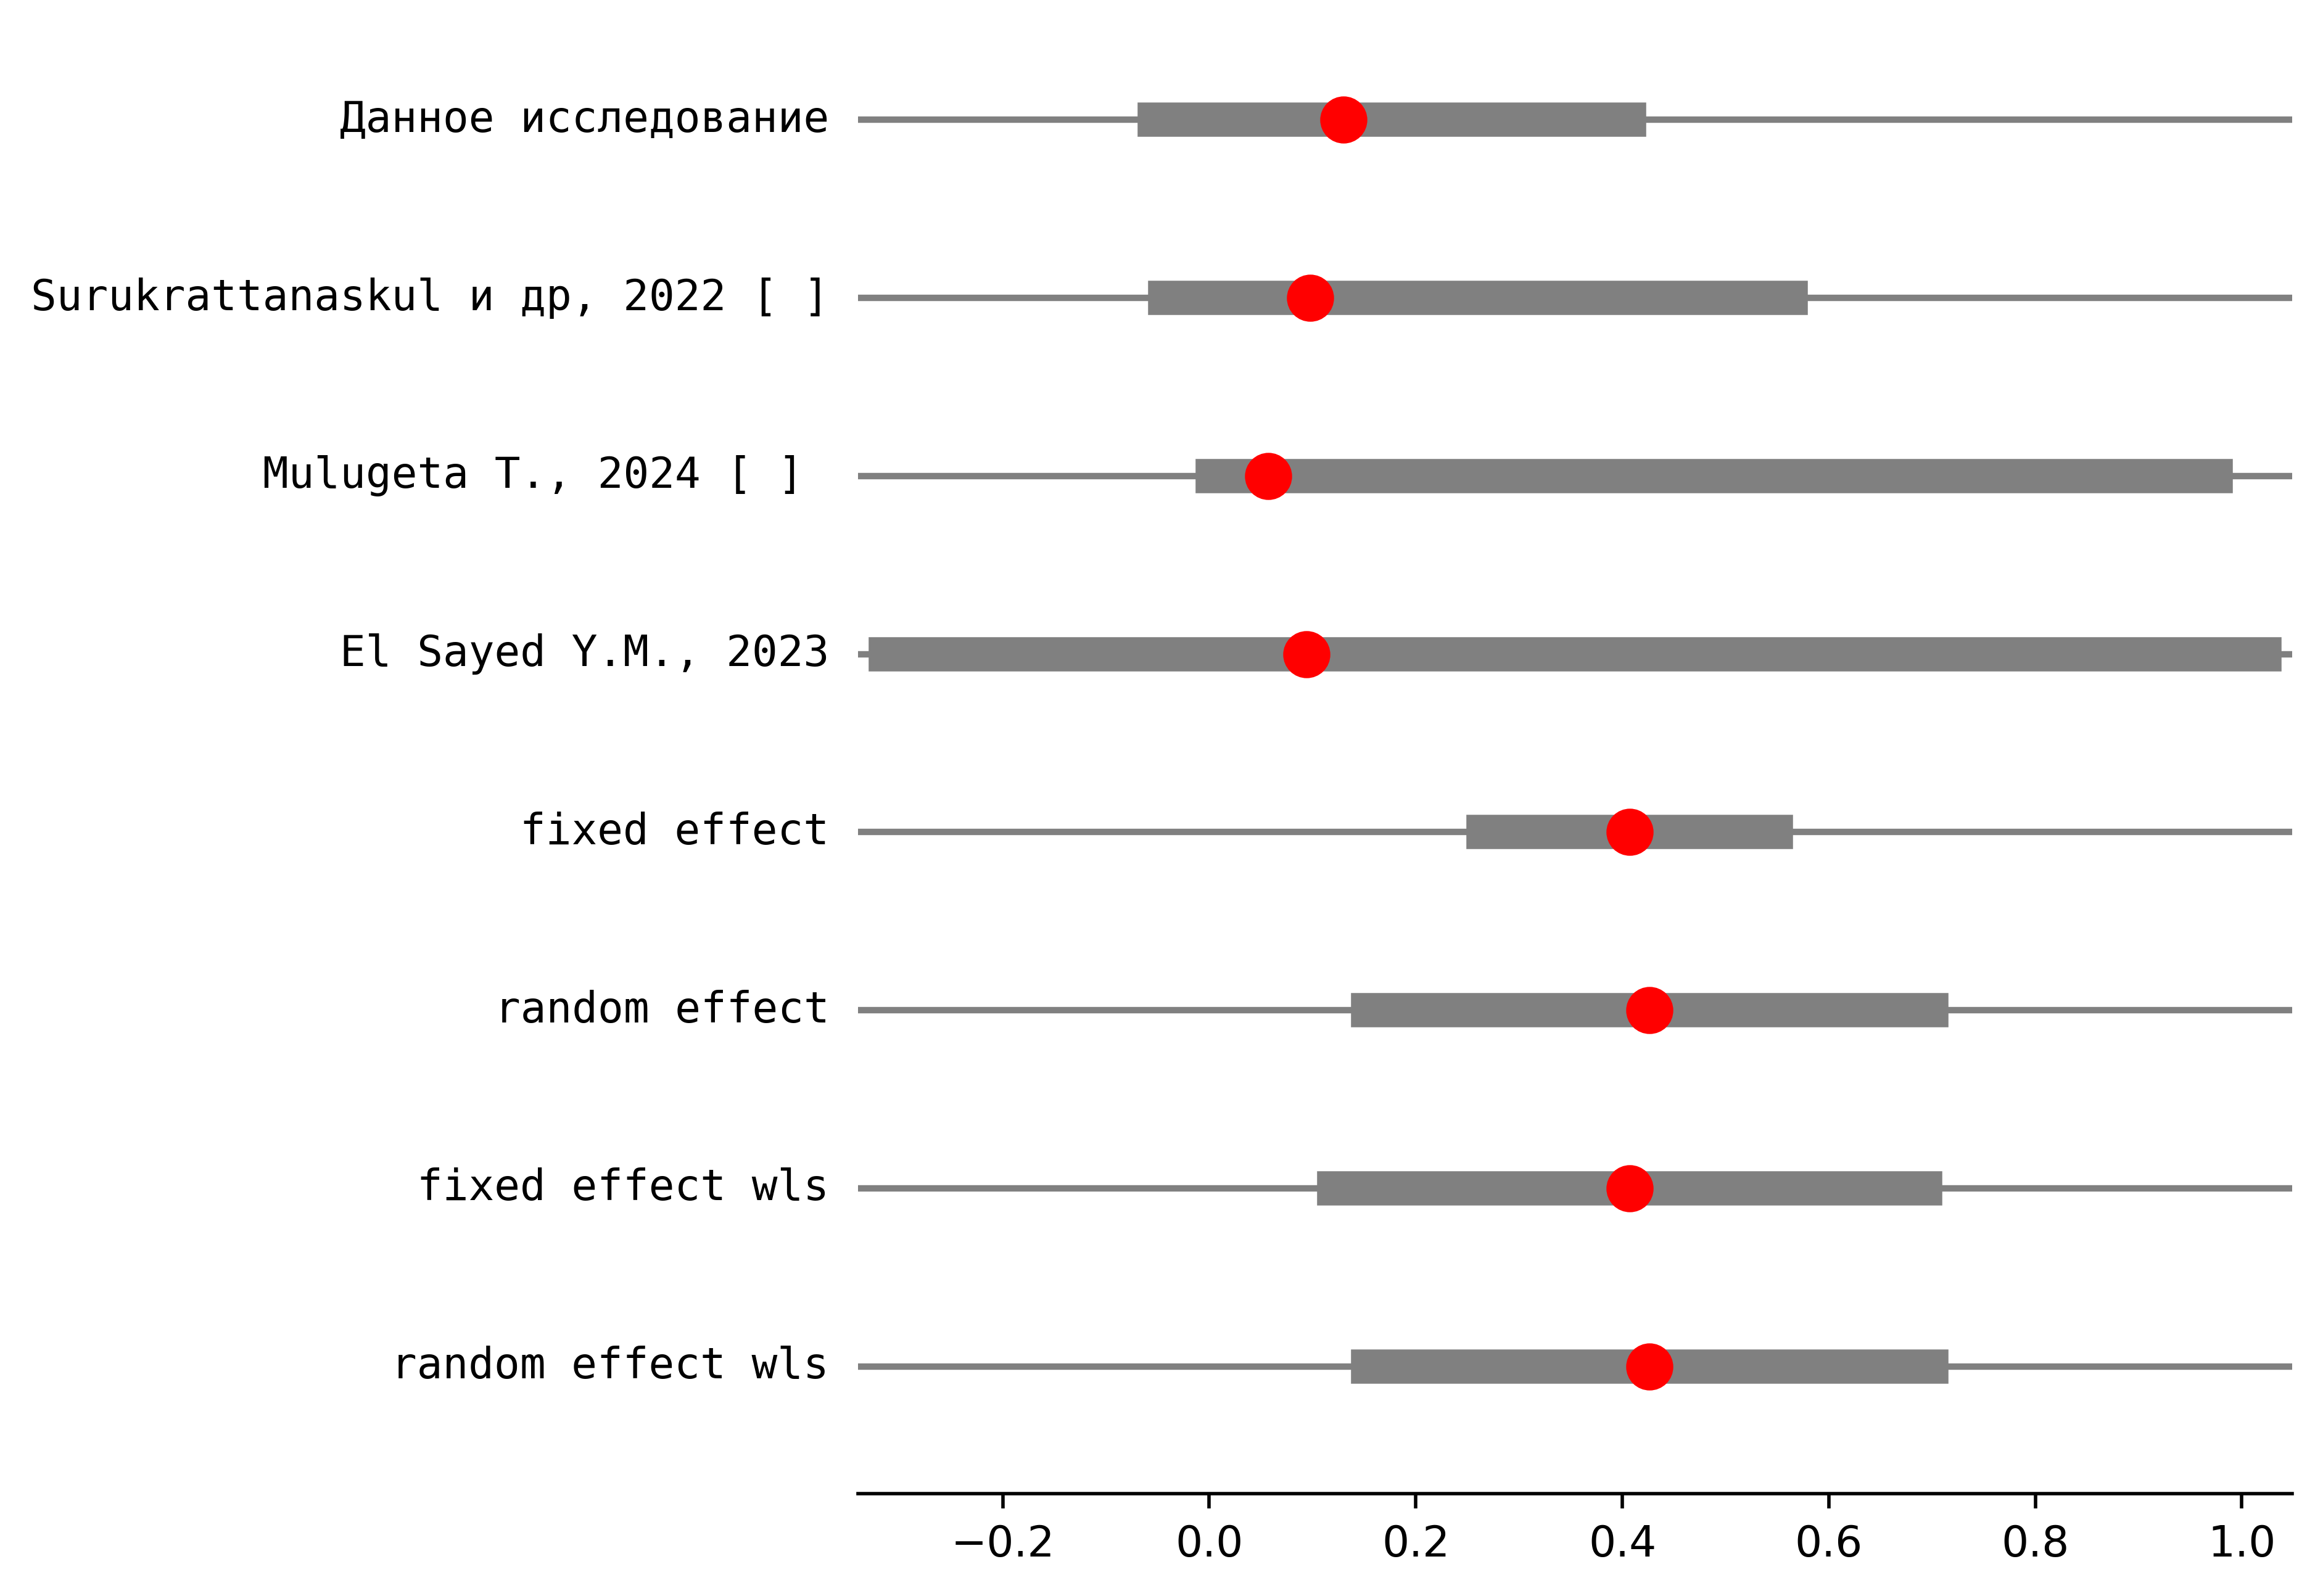 Данное исследование
Surukrattanaskul и др, 2022 [ ]
Mulugeta T., 2024 [ ]
El Sayed Y.M., 2023
fixed effect
random effect
fixed effect wls
random effect wls
−0.2 0.0 0.2 0.4 0.6 0.8 1.0